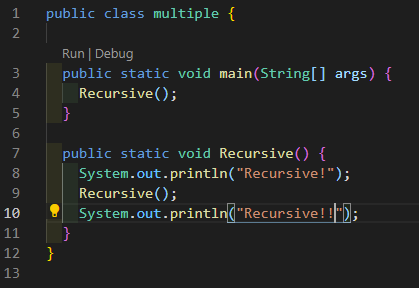 1 public class multiple {
2
Run | Debug
3 public static void main(String[] args) {
4 Recursive();
5 }
6
7 public static void Recursive() {
8 System.out.println("Recursive!");
9 Recursive();
10 System.out.println("Recursive!!");
11 }
12 }
13